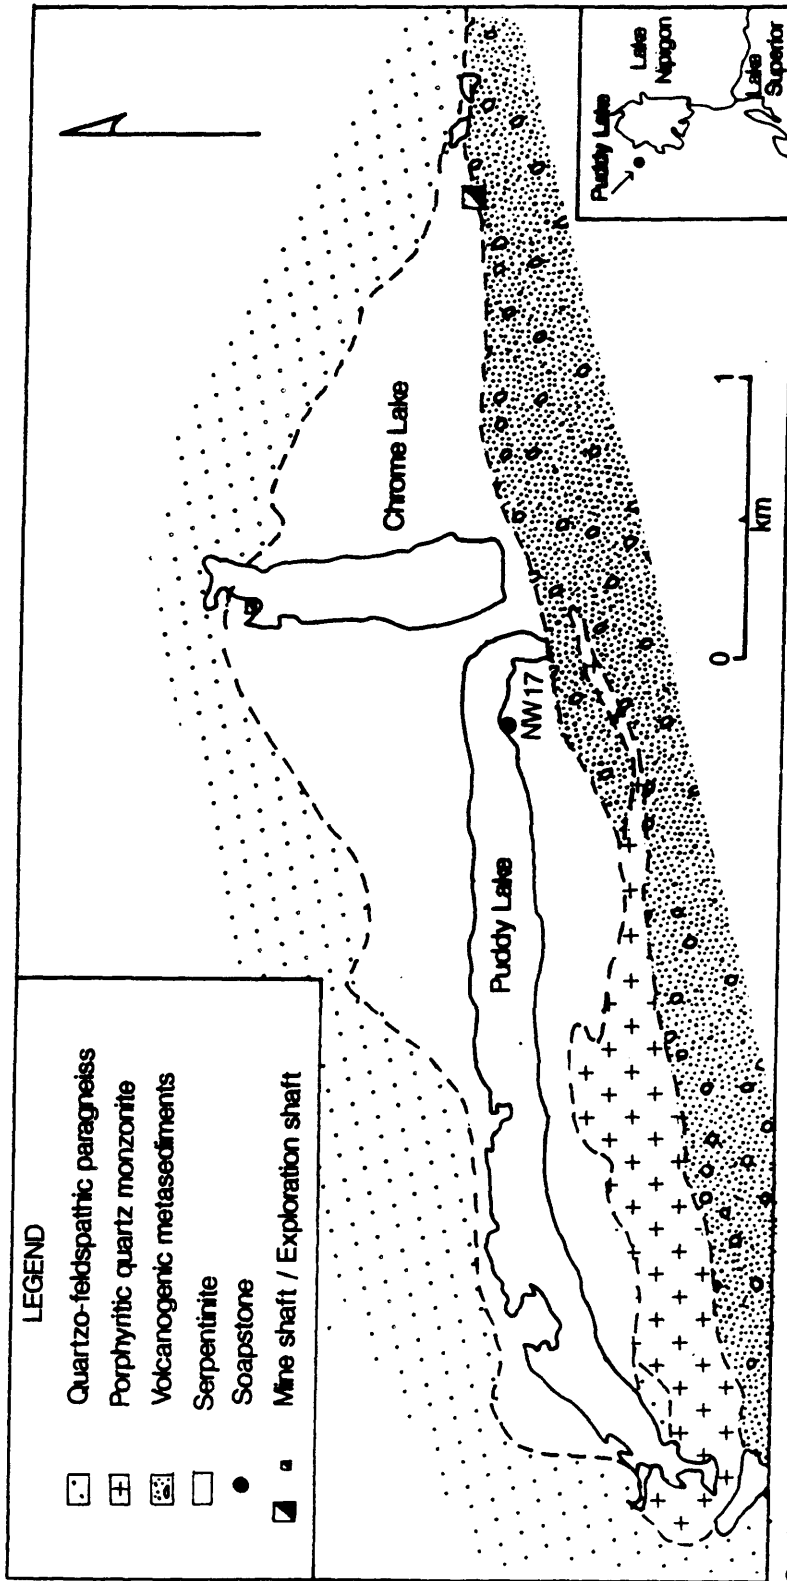 LEGEND
Quartzo-feldspathic paragneiss
Porphyritic quartz monzonite
Volcanogenic metasediments
Serpentinite
Soapstone
Mine shaft / Exploration shaft
Chrome Lake
Puddy Lake
NW17
0 1
km
Puddy Lake
Lake
Nipigon
Lake
Superior